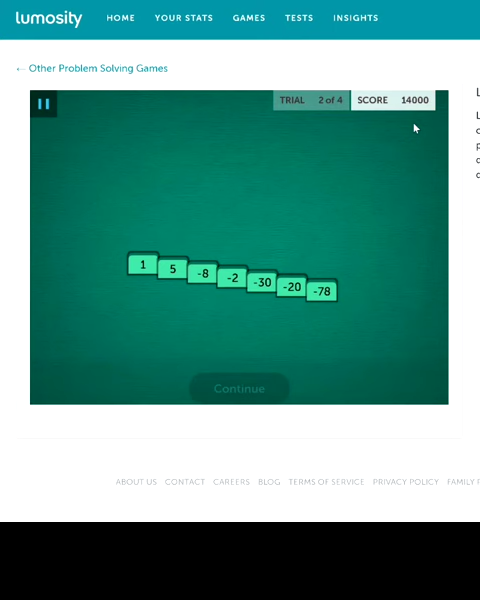 lumosity HOME YOUR STATS GAMES TESTS INSIGHTS
← Other Problem Solving Games
TRIAL 2 of 4 SCORE 14000
1 5 -8 -2 -30 -20 -78
Continue
ABOUT US CONTACT CAREERS BLOG TERMS OF SERVICE PRIVACY POLICY FAMILY